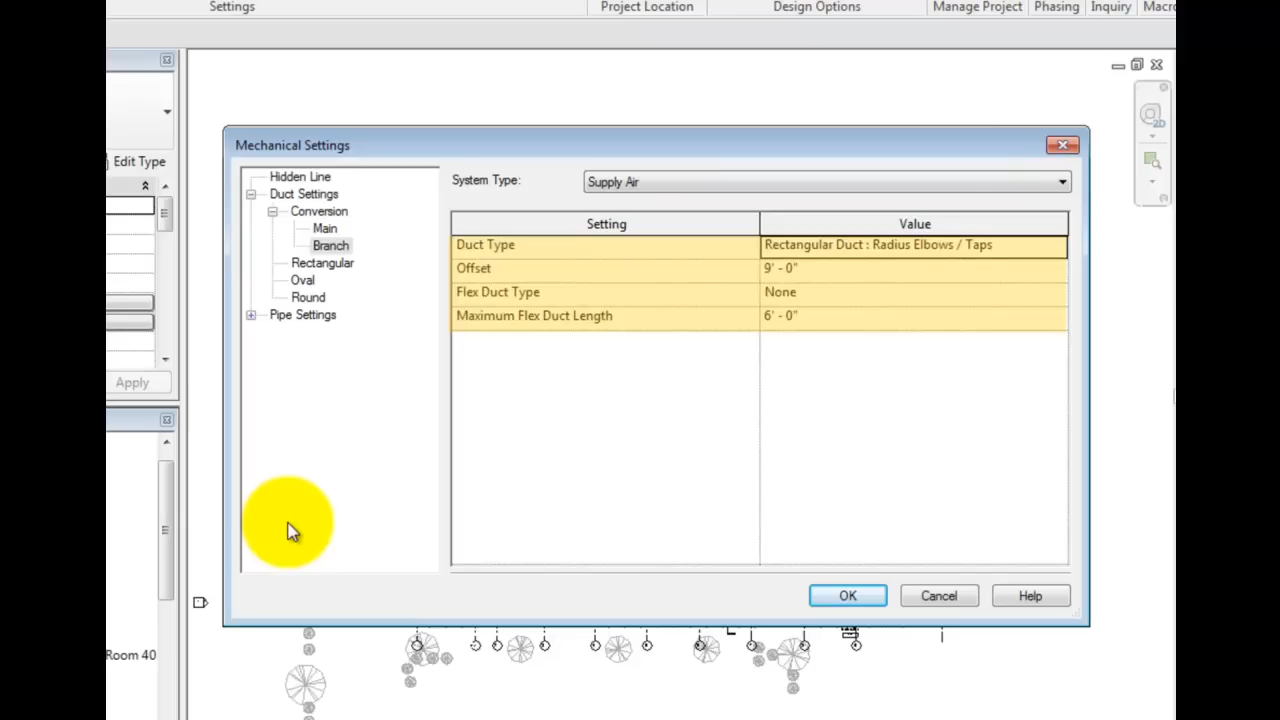 Settings
Project Location
Design Options
Manage Project
Phasing
Inquiry
Macro
2D
Edit Type
Apply
Room 40
Mechanical Settings
Hidden Line
Duct Settings
Conversion
Main
Branch
Rectangular
Oval
Round
Pipe Settings
System Type: Supply Air
Setting Value
Duct Type Rectangular Duct : Radius Elbows / Taps
Offset 9' - 0"
Flex Duct Type None
Maximum Flex Duct Length 6' - 0"
OK Cancel Help